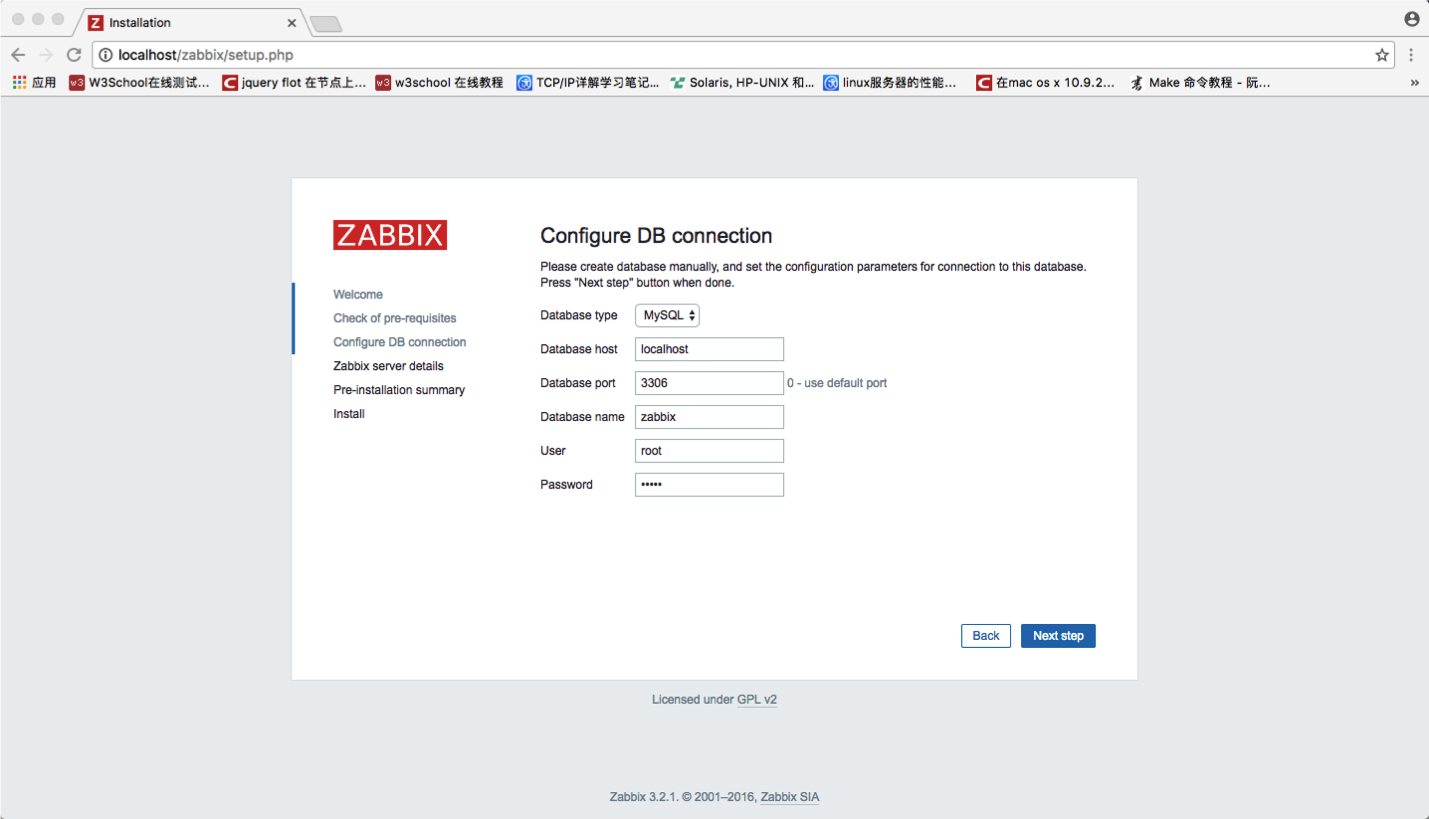 Installation
localhost/zabbix/setup.php
应用 W3School在线测试... jquery flot 在节点上... w3school 在线教程 TCP/IP详解学习笔记... Solaris, HP-UNIX 和... linux服务器的性能... 在mac os x 10.9.2... Make 命令教程 - 阮... »
ZABBIX
Welcome
Check of pre-requisites
Configure DB connection
Zabbix server details
Pre-installation summary
Install
Configure DB connection
Please create database manually, and set the configuration parameters for connection to this database.
Press "Next step" button when done.
Database type MySQL
Database host localhost
Database port 3306 0 - use default port
Database name zabbix
User root
Password •••••
Back Next step
Licensed under GPL v2
Zabbix 3.2.1. © 2001–2016, Zabbix SIA